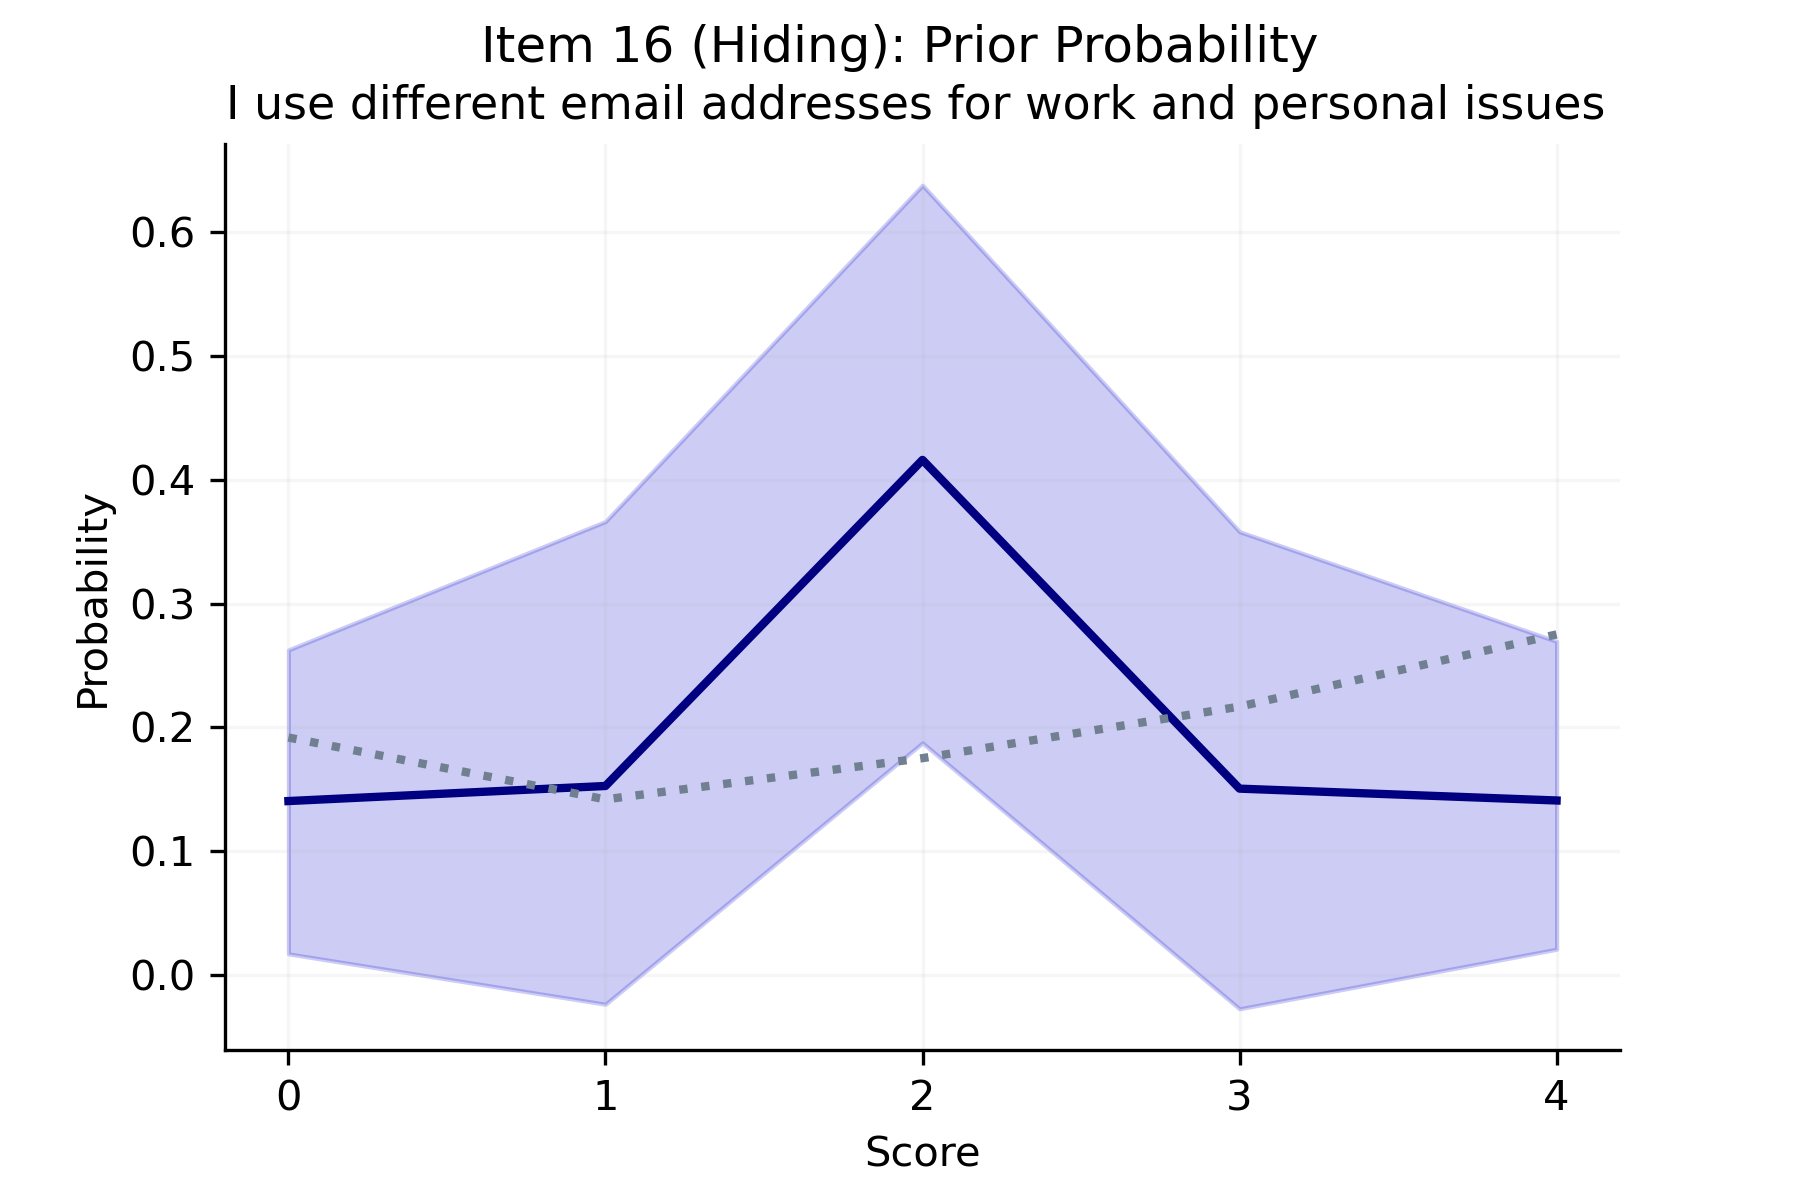 Item 16 (Hiding): Prior Probability
I use different email addresses for work and personal issues
Probability
0.6
0.5
0.4
0.3
0.2
0.1
0.0
0 1 2 3 4
Score